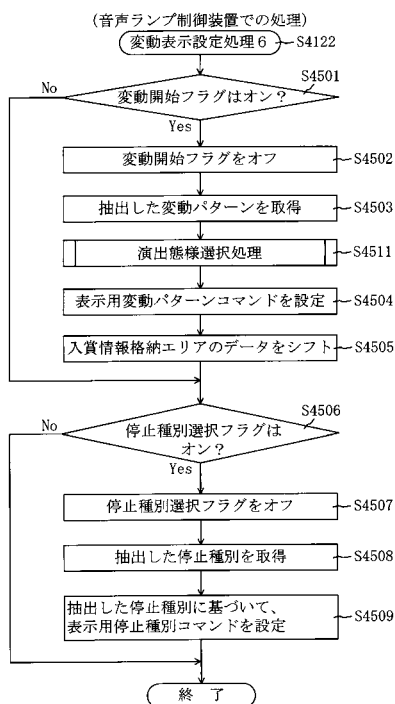 (音声ランプ制御装置での処理)
変動表示設定処理6
S4122
S4501
No
変動開始フラグはオン?
Yes
変動開始フラグをオフ
S4502
抽出した変動パターンを取得
S4503
演出態様選択処理
S4511
表示用変動パターンコマンドを設定
S4504
入賞情報格納エリアのデータをシフト
S4505
S4506
No
停止種別選択フラグは
オン?
Yes
停止種別選択フラグをオフ
S4507
抽出した停止種別を取得
S4508
抽出した停止種別に基づいて、
表示用停止種別コマンドを設定
S4509
終 了